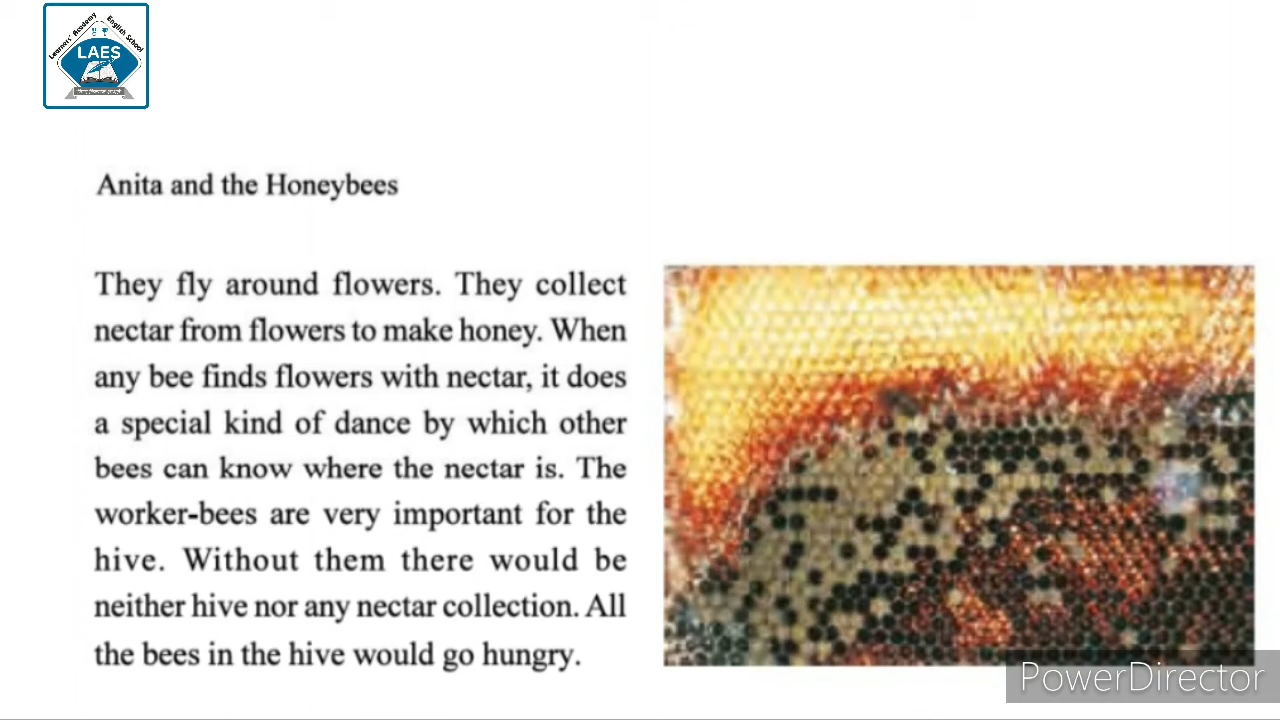 Learners' Academy English School
LAES
Anita and the Honeybees
They fly around flowers. They collect
nectar from flowers to make honey. When
any bee finds flowers with nectar, it does
a special kind of dance by which other
bees can know where the nectar is. The
worker-bees are very important for the
hive. Without them there would be
neither hive nor any nectar collection. All
the bees in the hive would go hungry.
PowerDirector